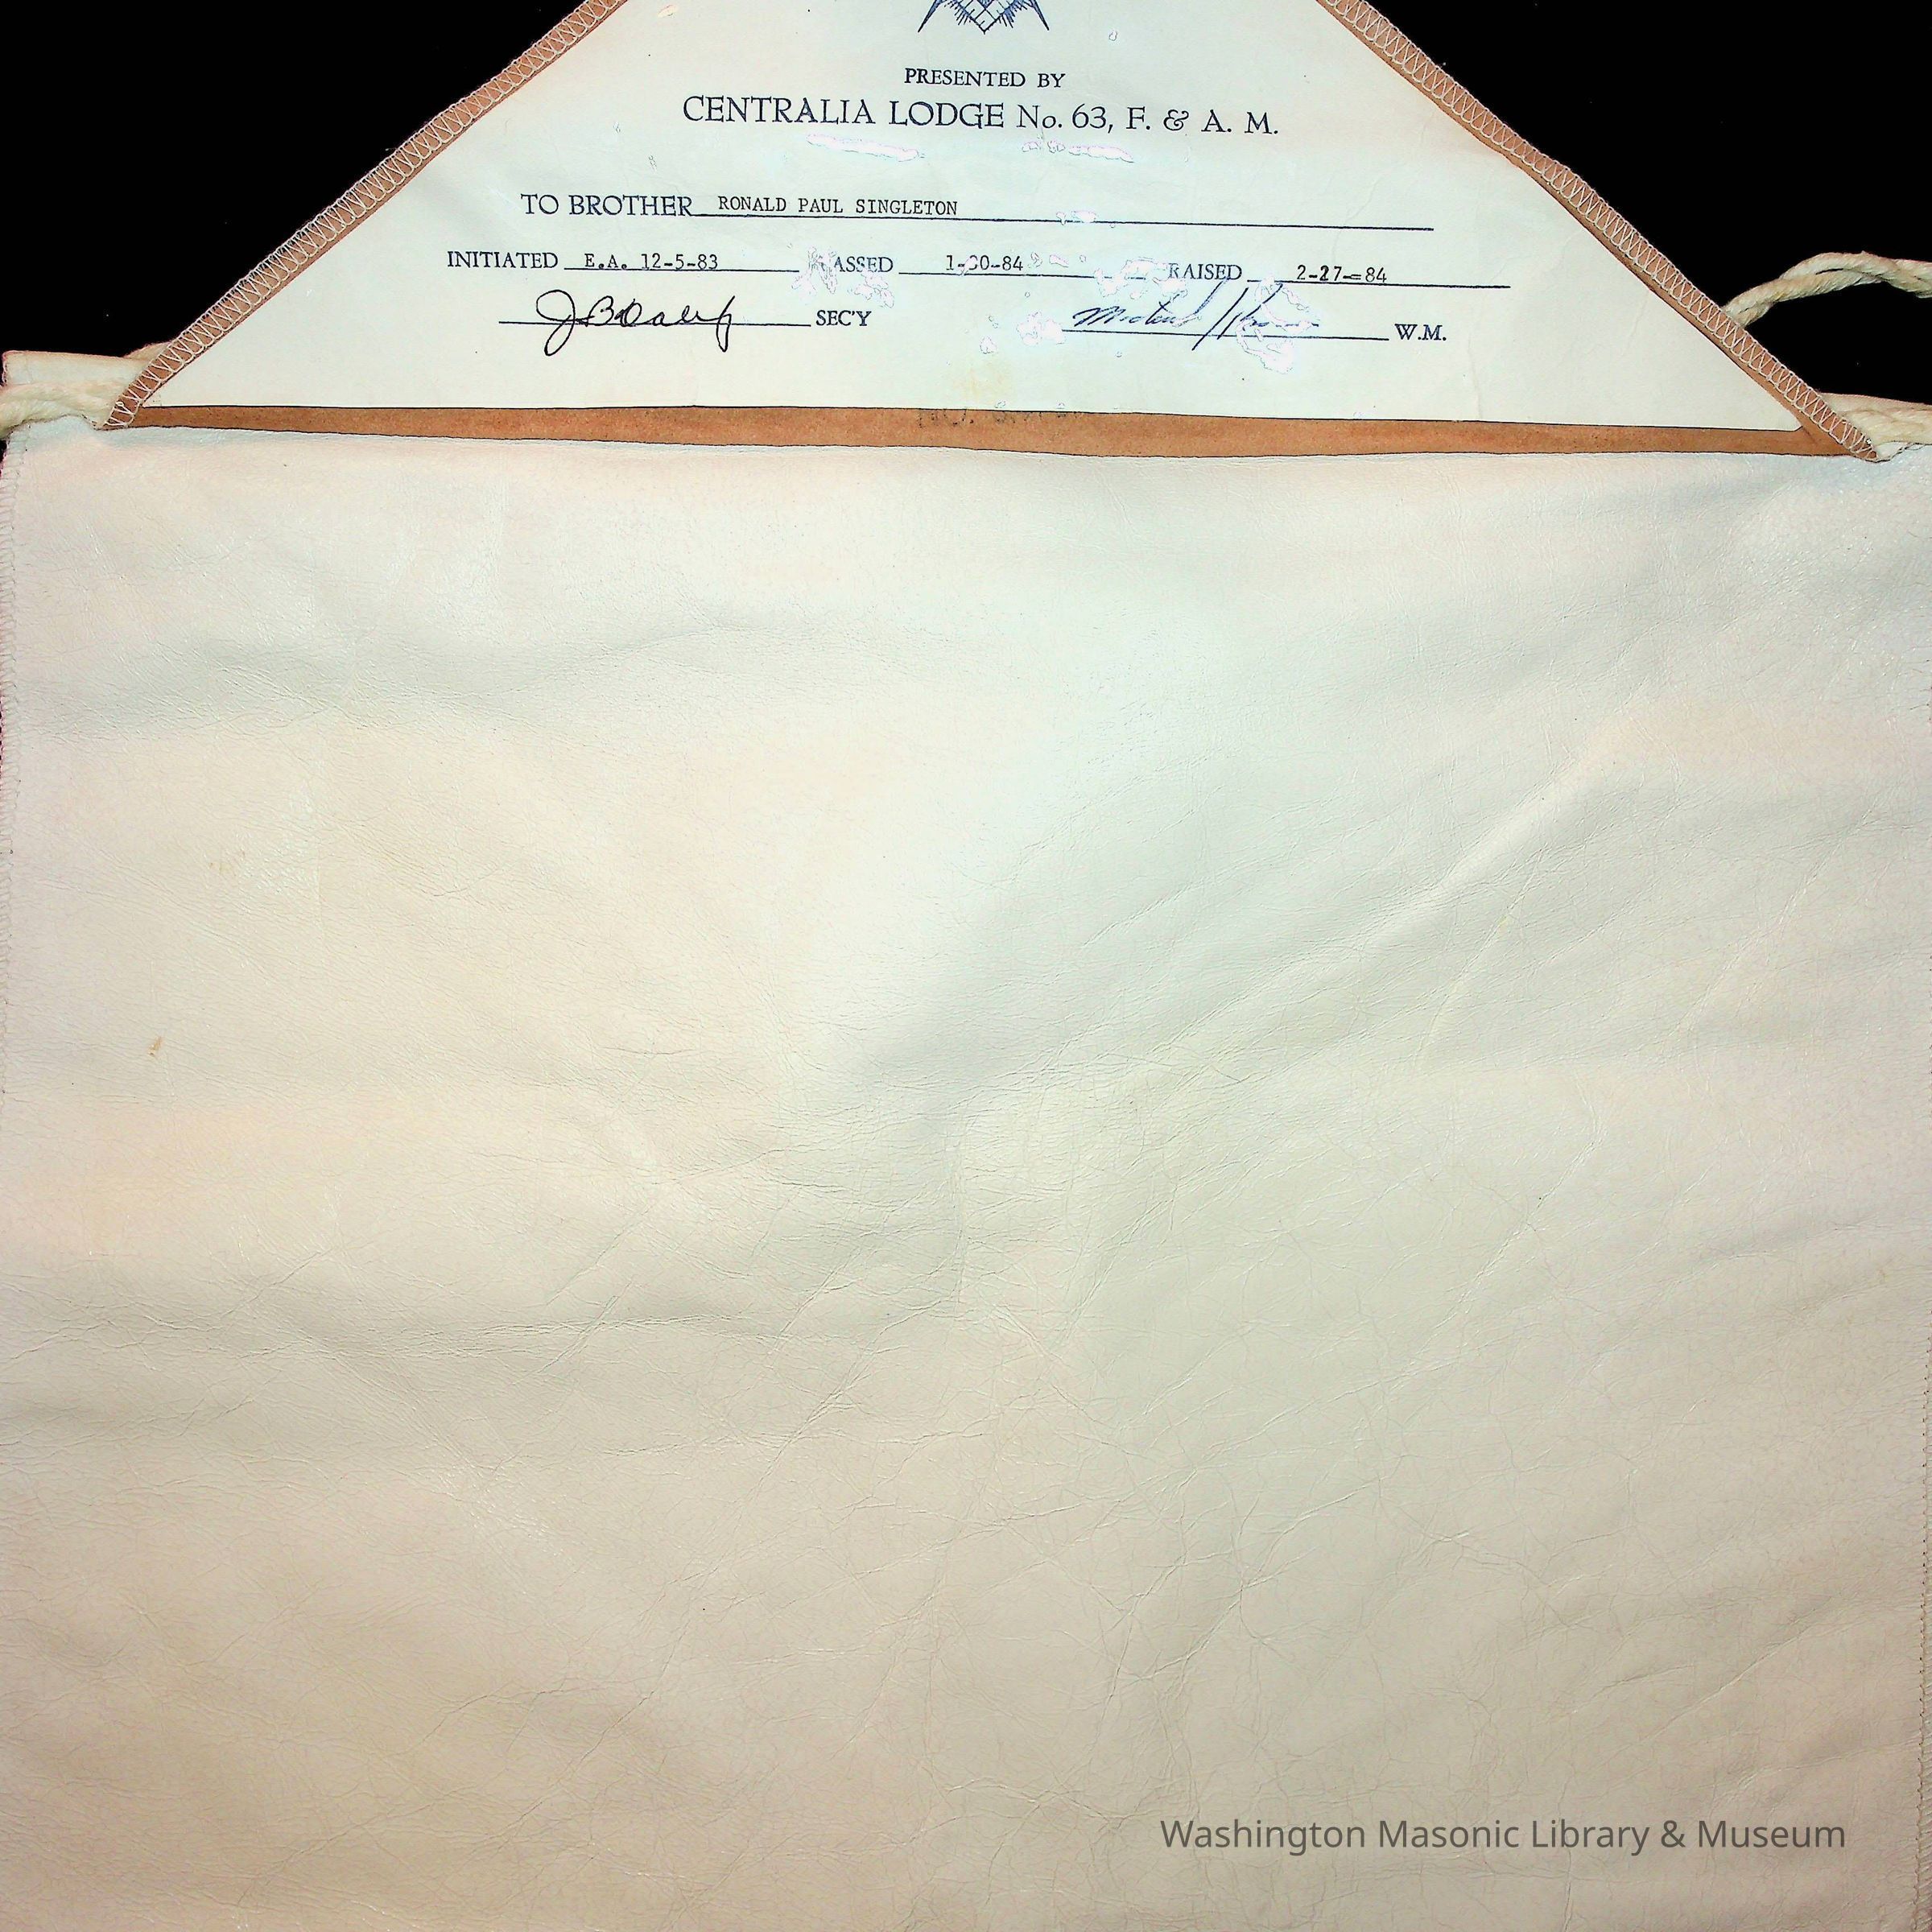 PRESENTED BY
CENTRALIA LODGE No. 63, F. & A. M.
TO BROTHER RONALD PAUL SINGLETON
INITIATED E.A. 12-5-83 RAISED 2-27-84
SEC'Y W.M.
Washington Masonic Library & Museum